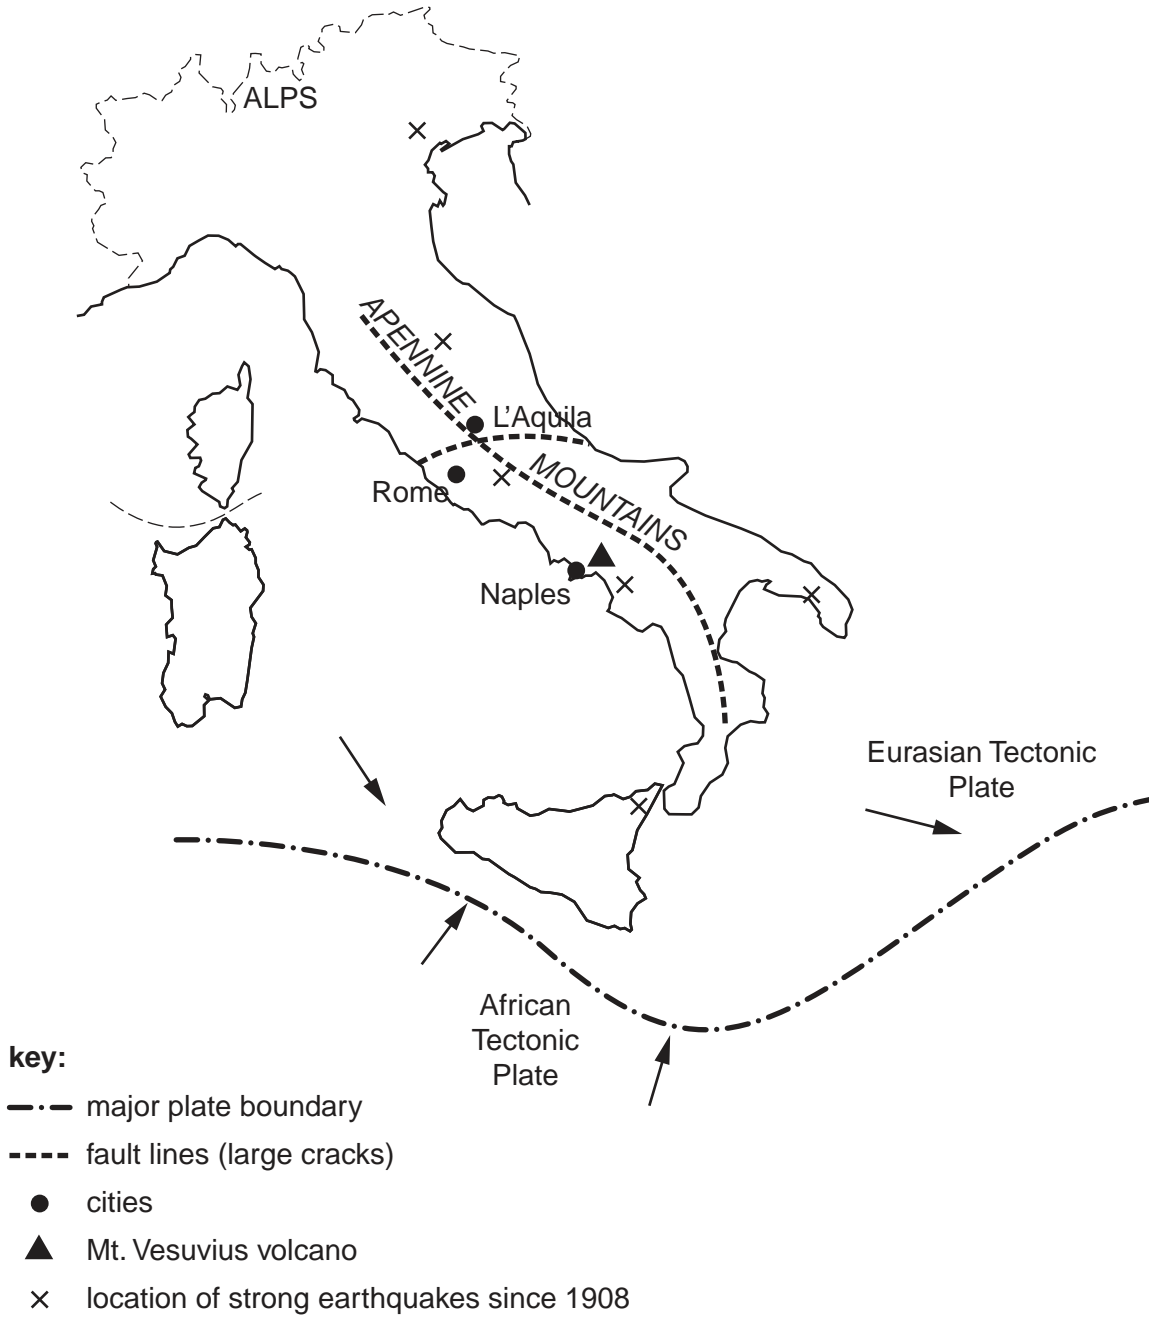 ALPS
APENNINE
L’Aquila
MOUNTAINS
Rome
Naples
Eurasian Tectonic
Plate
African
Tectonic
Plate
key:
major plate boundary
fault lines (large cracks)
cities
Mt. Vesuvius volcano
location of strong earthquakes since 1908